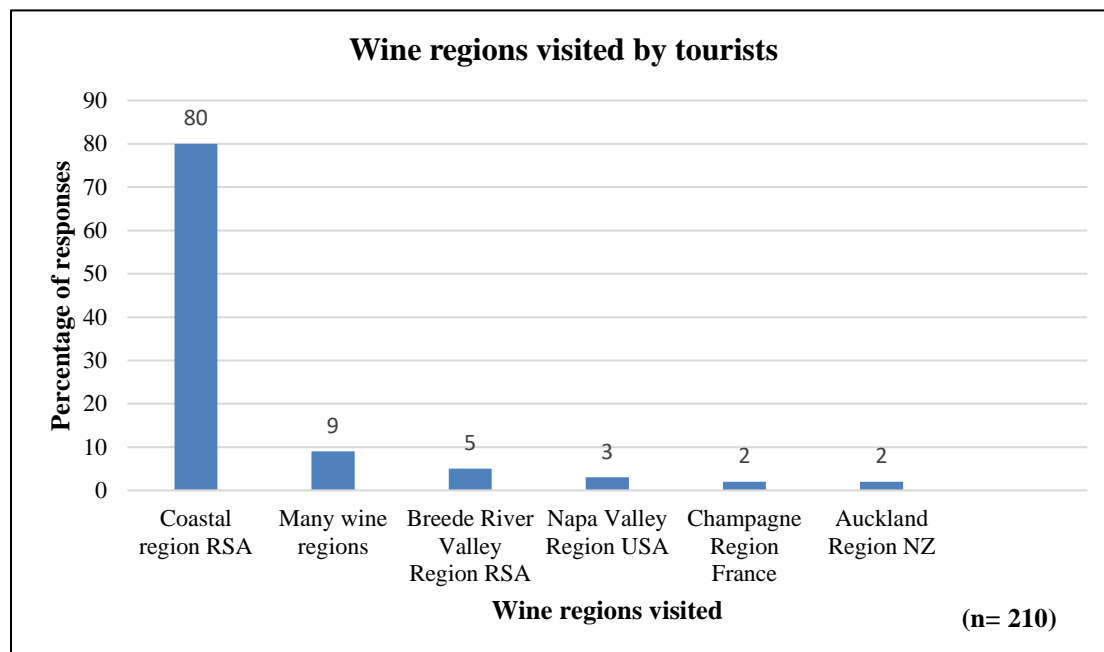 Wine regions visited by tourists
Percentage of responses
90
80
70
60
50
40
30
20
10
0
80
9
5
3
2
2
Coastal
region RSA
Many wine
regions
Breede River
Valley
Region RSA
Napa Valley
Region USA
Champagne
Region
France
Auckland
Region NZ
Wine regions visited
(n= 210)